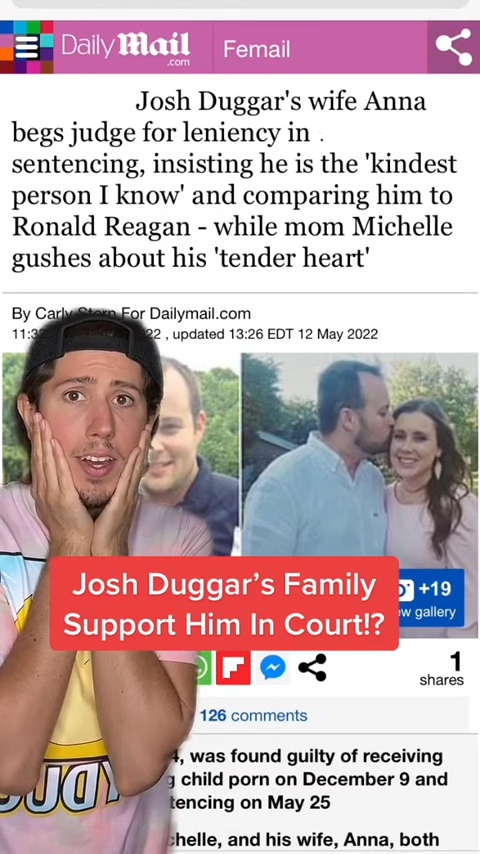 Daily Mail
.com
Femail
Josh Duggar's wife Anna
begs judge for leniency in
sentencing, insisting he is the 'kindest
person I know' and comparing him to
Ronald Reagan - while mom Michelle
gushes about his 'tender heart'
By Carly Stern For Dailymail.com
22, updated 13:26 EDT 12 May 2022
+19
gallery
Josh Duggar's Family
Support Him In Court!?
1
shares
126 comments
was found guilty of receiving
child porn on December 9 and
on May 25
and his wife, Anna, both